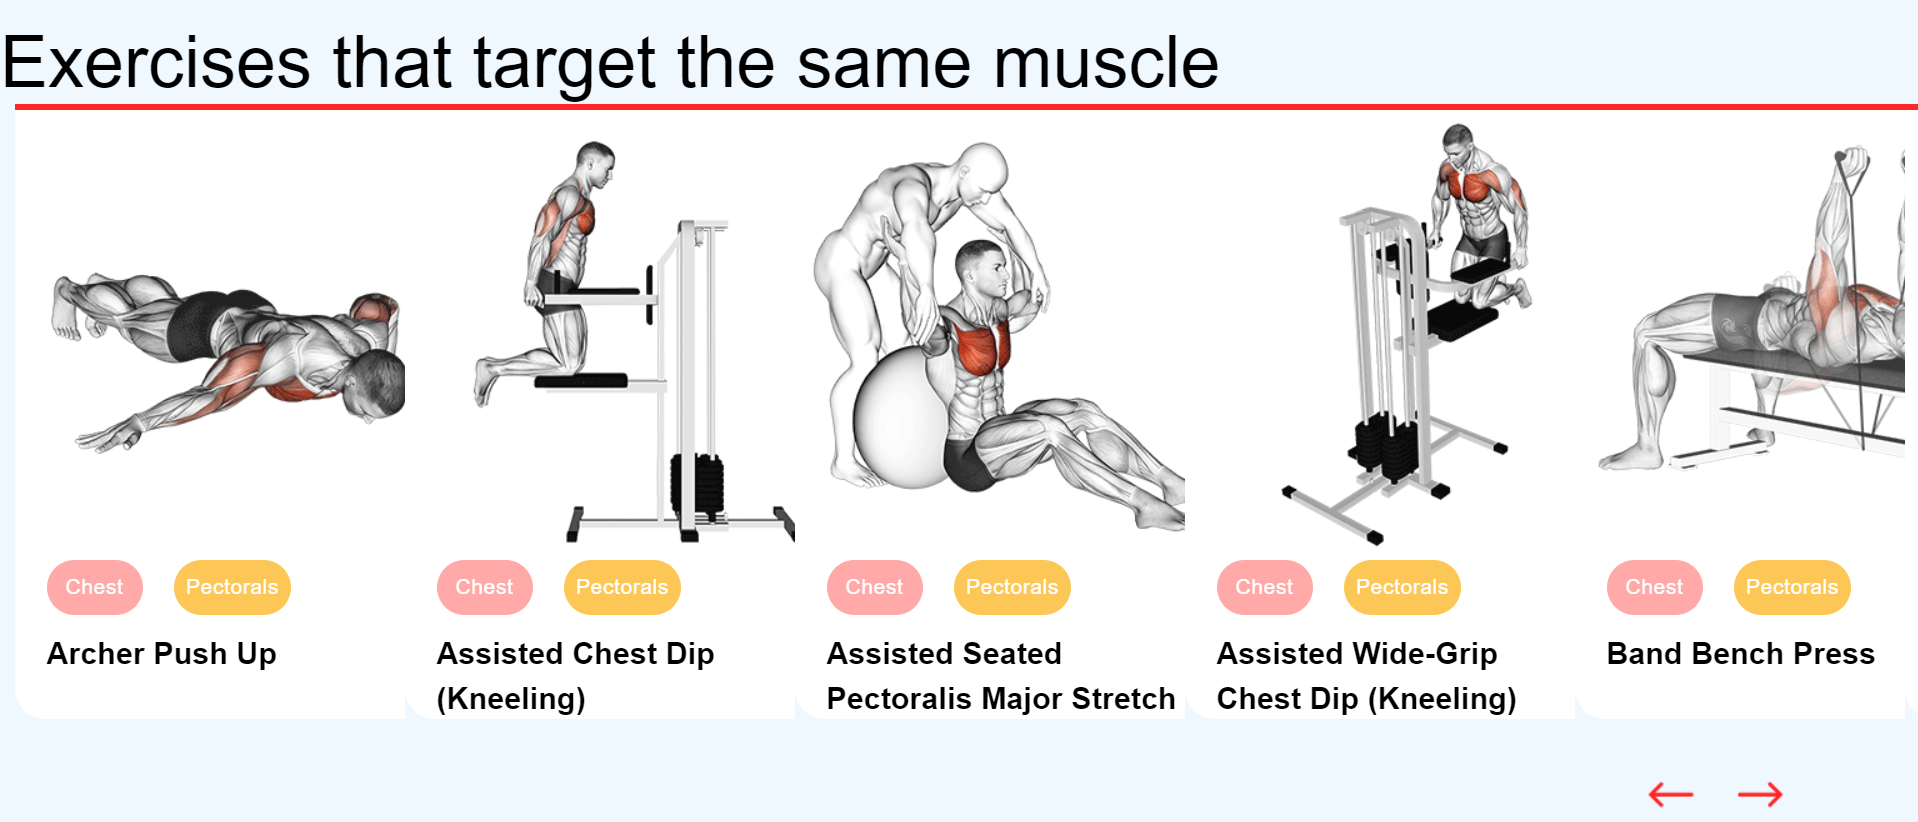 Exercises that target the same muscle
Chest Pectorals
Archer Push Up
Chest Pectorals
Assisted Chest Dip
(Kneeling)
Chest Pectorals
Assisted Seated
Pectoralis Major Stretch
Chest Pectorals
Assisted Wide-Grip
Chest Dip (Kneeling)
Chest Pectorals
Band Bench Press